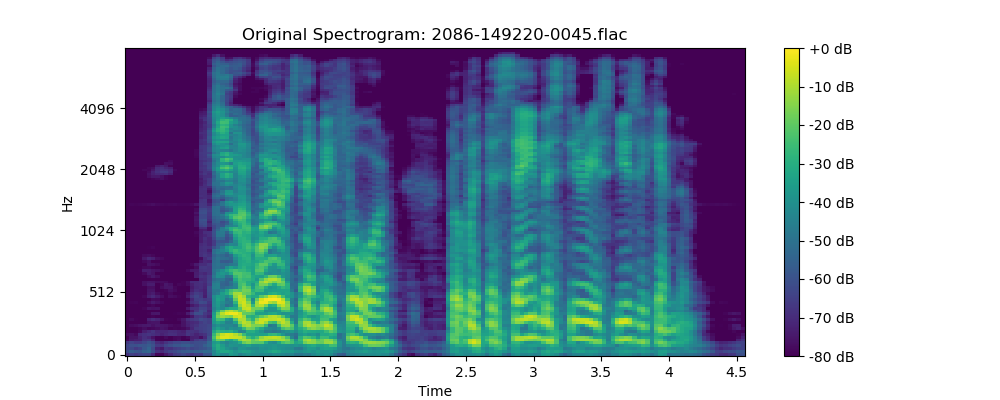 Original Spectrogram: 2086-149220-0045.flac
Hz
4096
2048
1024
512
0
0 0.5 1 1.5 2 2.5 3 3.5 4 4.5
Time
+0 dB
-10 dB
-20 dB
-30 dB
-40 dB
-50 dB
-60 dB
-70 dB
-80 dB